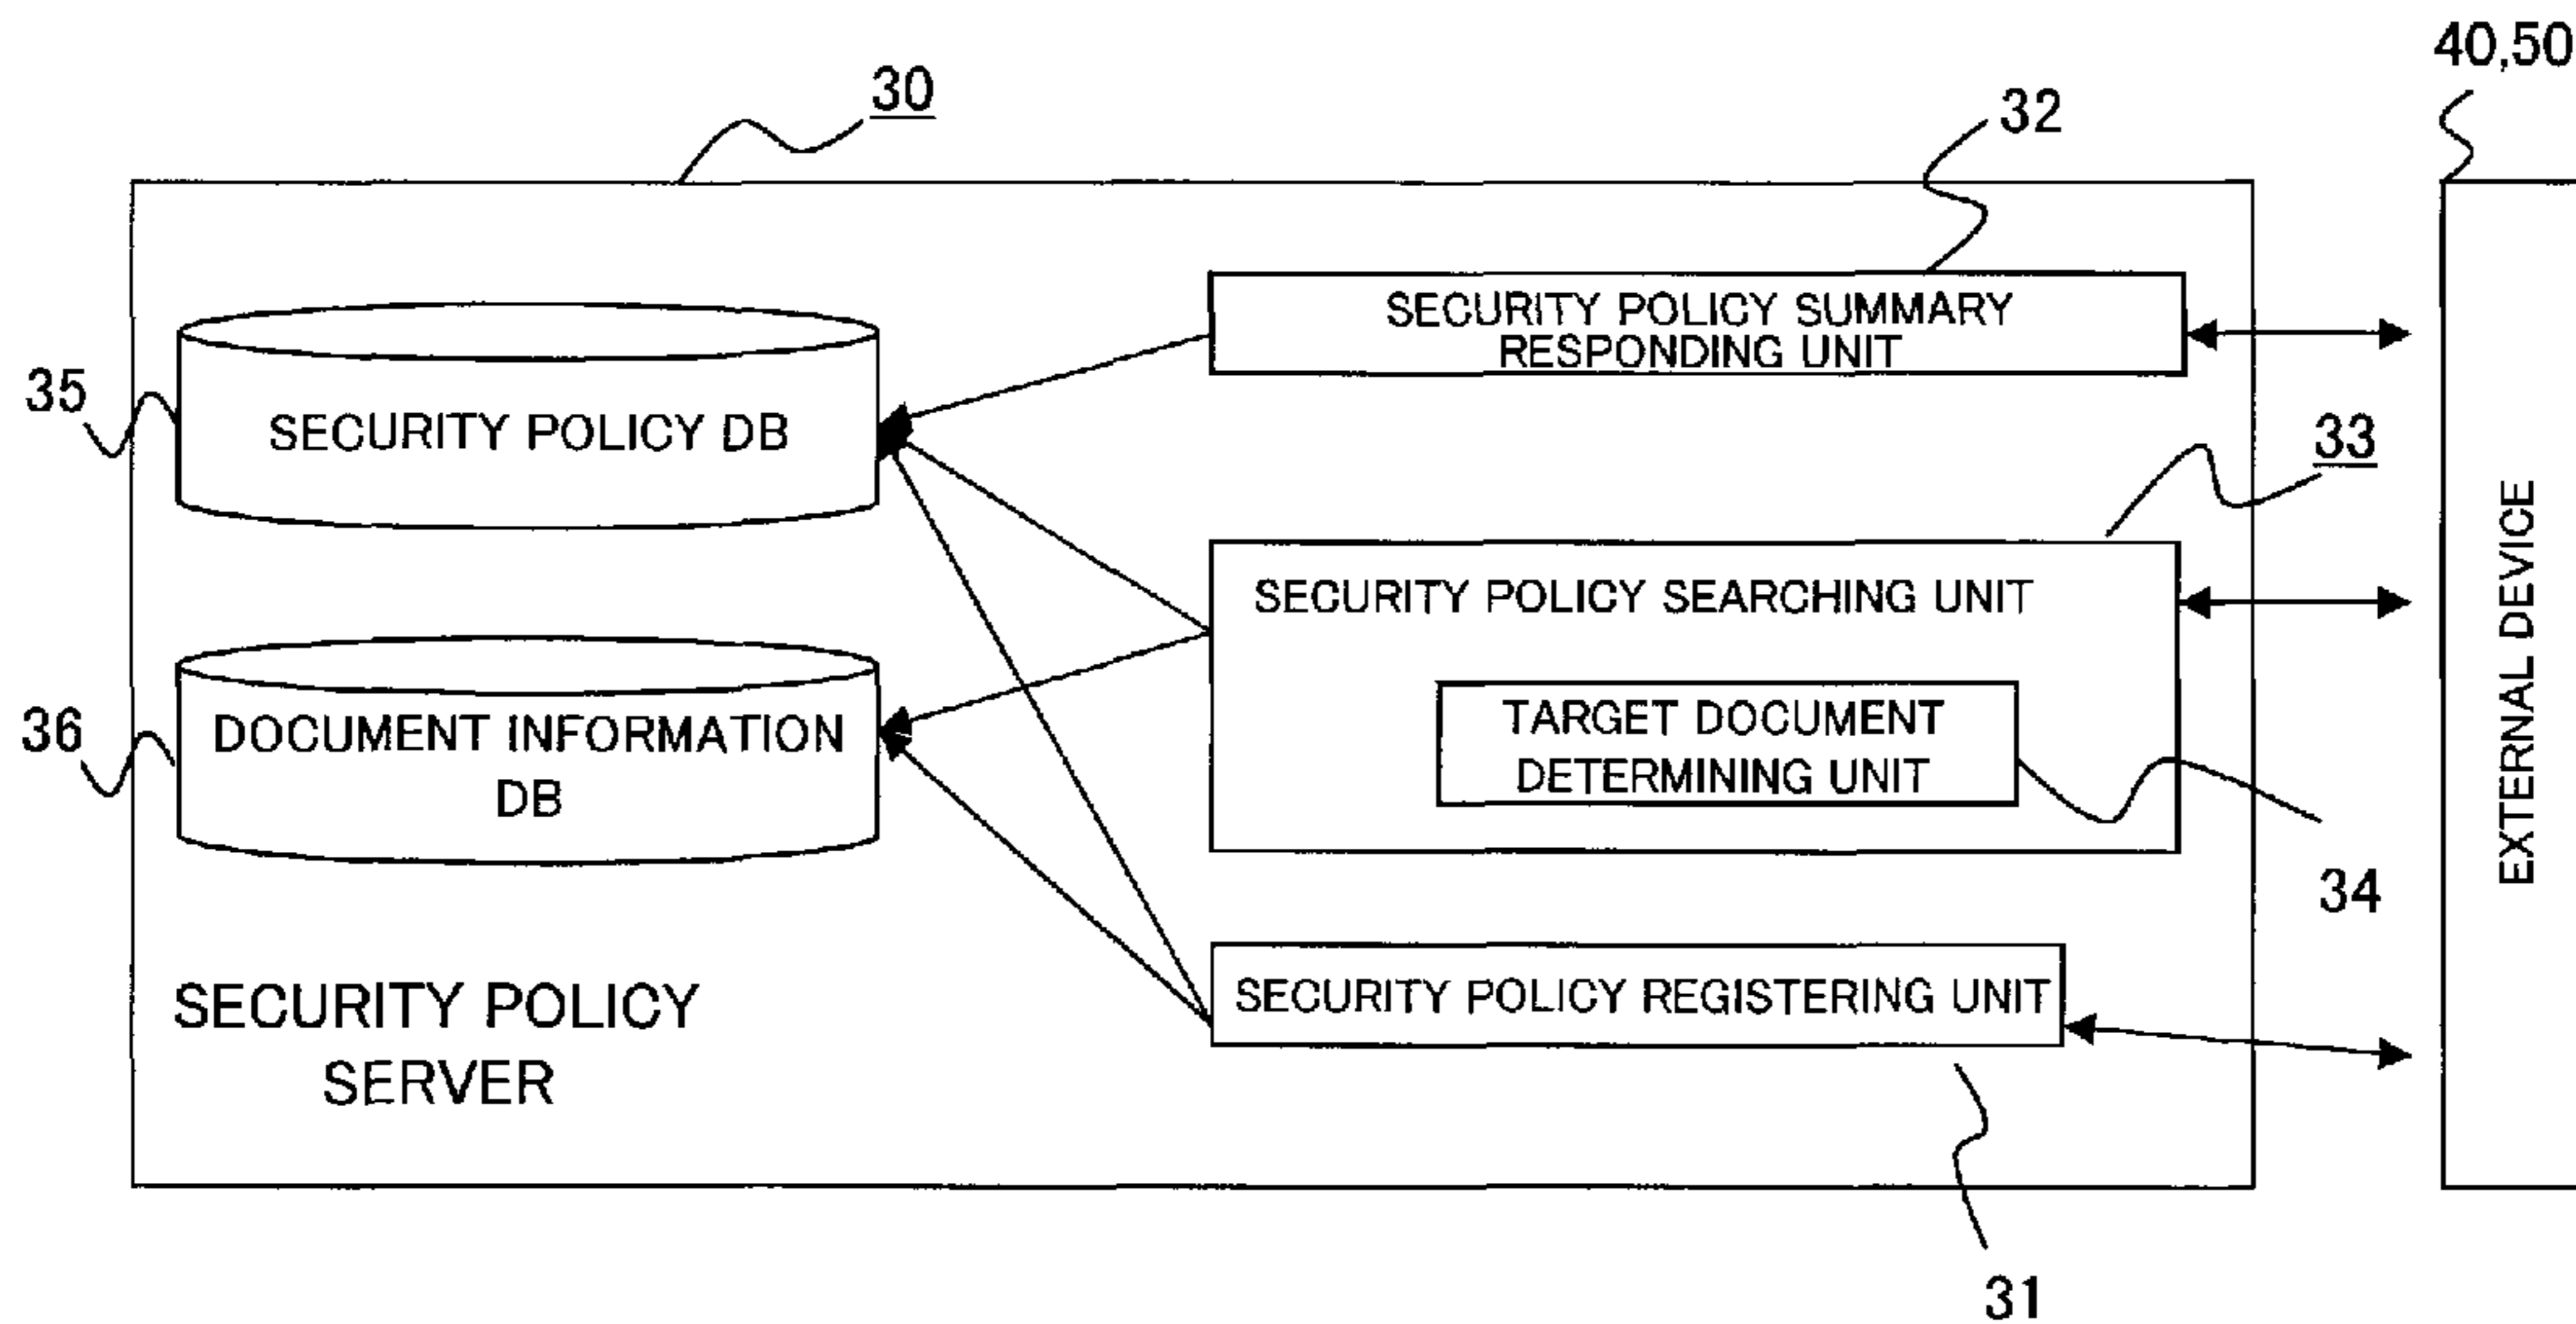 40,50
30
32
SECURITY POLICY SUMMARY
RESPONDING UNIT
35
SECURITY POLICY DB
33
SECURITY POLICY SEARCHING UNIT
EXTERNAL DEVICE
36
DOCUMENT INFORMATION
DB
TARGET DOCUMENT
DETERMINING UNIT
34
SECURITY POLICY REGISTERING UNIT
SECURITY POLICY
SERVER
31